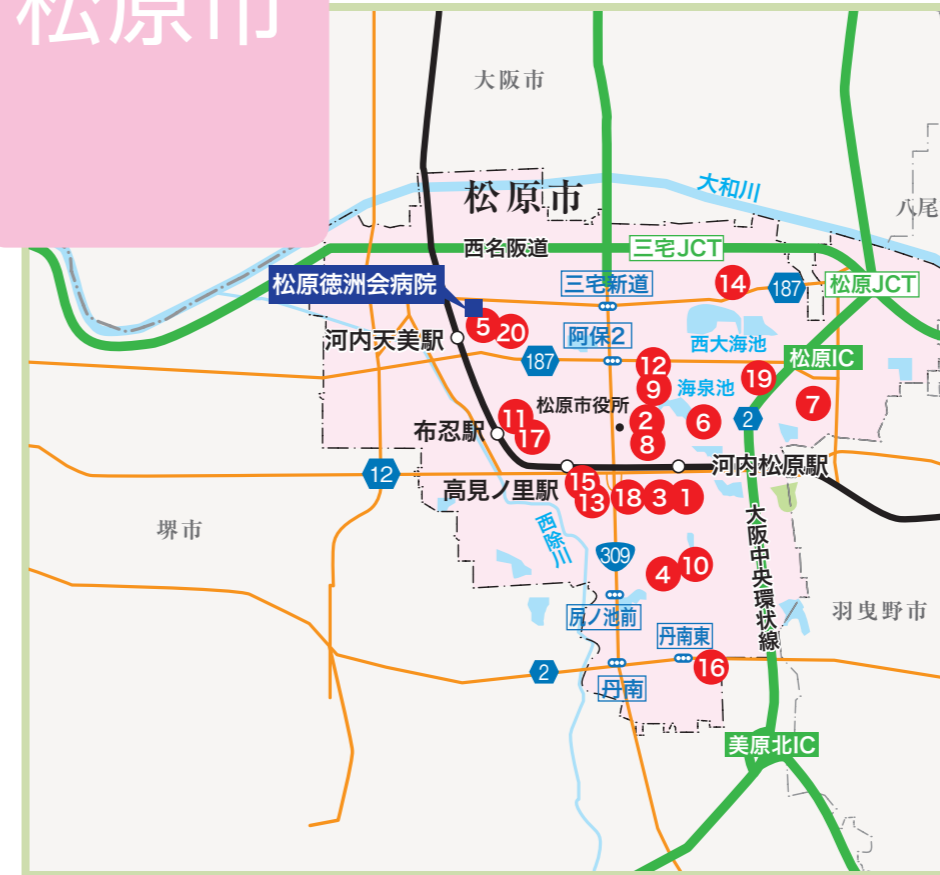 松原市
大阪市
松原市
大和川
八尾
西名阪道
三宅JCT
松原徳洲会病院
三宅新道
14
187
松原JCT
5
20
河内天美駅
阿保2
西大海池
187
12
松原IC
9
海泉池
19
7
松原市役所
11
2
6
2
布忍駅
17
8
河内松原駅
12
高見ノ里駅
15
13
18
3
1
堺市
西除川
大阪中央環状線
309
4
10
尻ノ池前
羽曳野市
丹南東
2
16
丹南
美原北IC